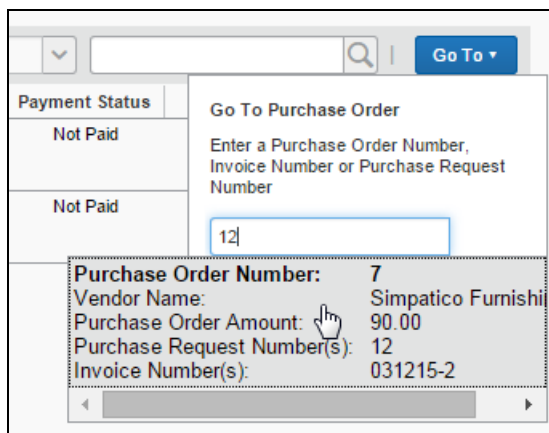 Go To
Payment Status
Not Paid
Not Paid
Go To Purchase Order
Enter a Purchase Order Number,
Invoice Number or Purchase Request
Number
12
Purchase Order Number: 7
Vendor Name: Simpatico Furnishi
Purchase Order Amount: 90.00
Purchase Request Number(s): 12
Invoice Number(s): 031215-2